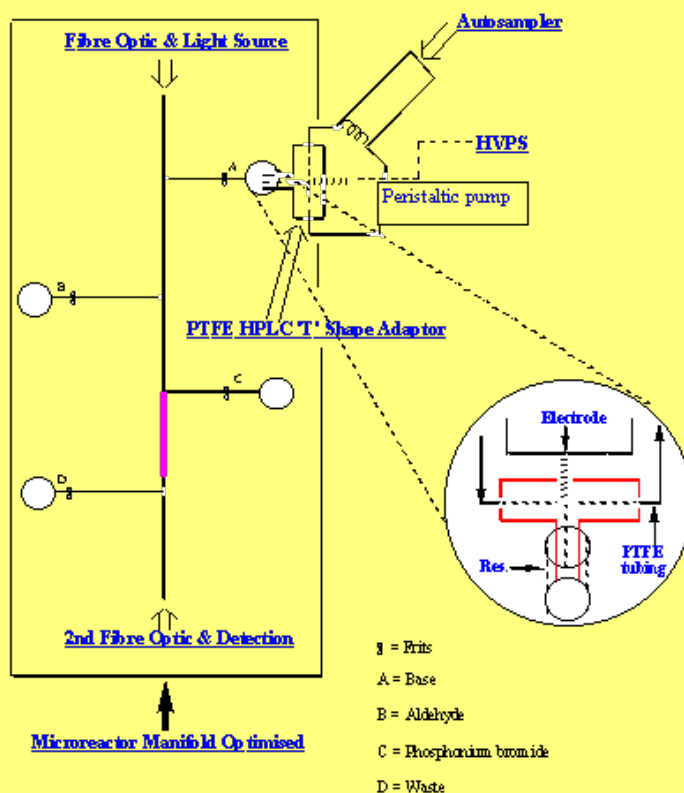 Autosampler
Fibre Optic & Light Source
HVPS
A
Peristaltic pump
B
PTFE HPLC 'T' Shape Adaptor
C
Electrode
D
Res.
PTFE
tubing
2nd Fibre Optic & Detection
= Frits
A = Base
Microreactor Manifold Optimised
B = Aldehyde
C = Phosphonium bromide
D = Waste